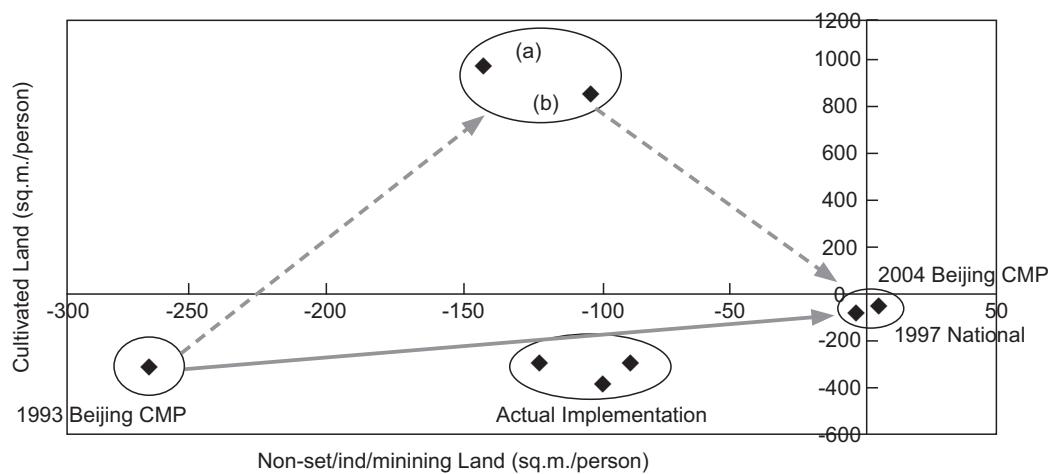 1200
(a)
1000
(b)
800
600
400
200
2004 Beijing CMP
0
-300
-250
-200
-150
-100
-50
50
1997 National
-200
-400
1993 Beijing CMP
Actual Implementation
-600
Cultivated Land (sq.m./person)
Non-set/ind/minining Land (sq.m./person)